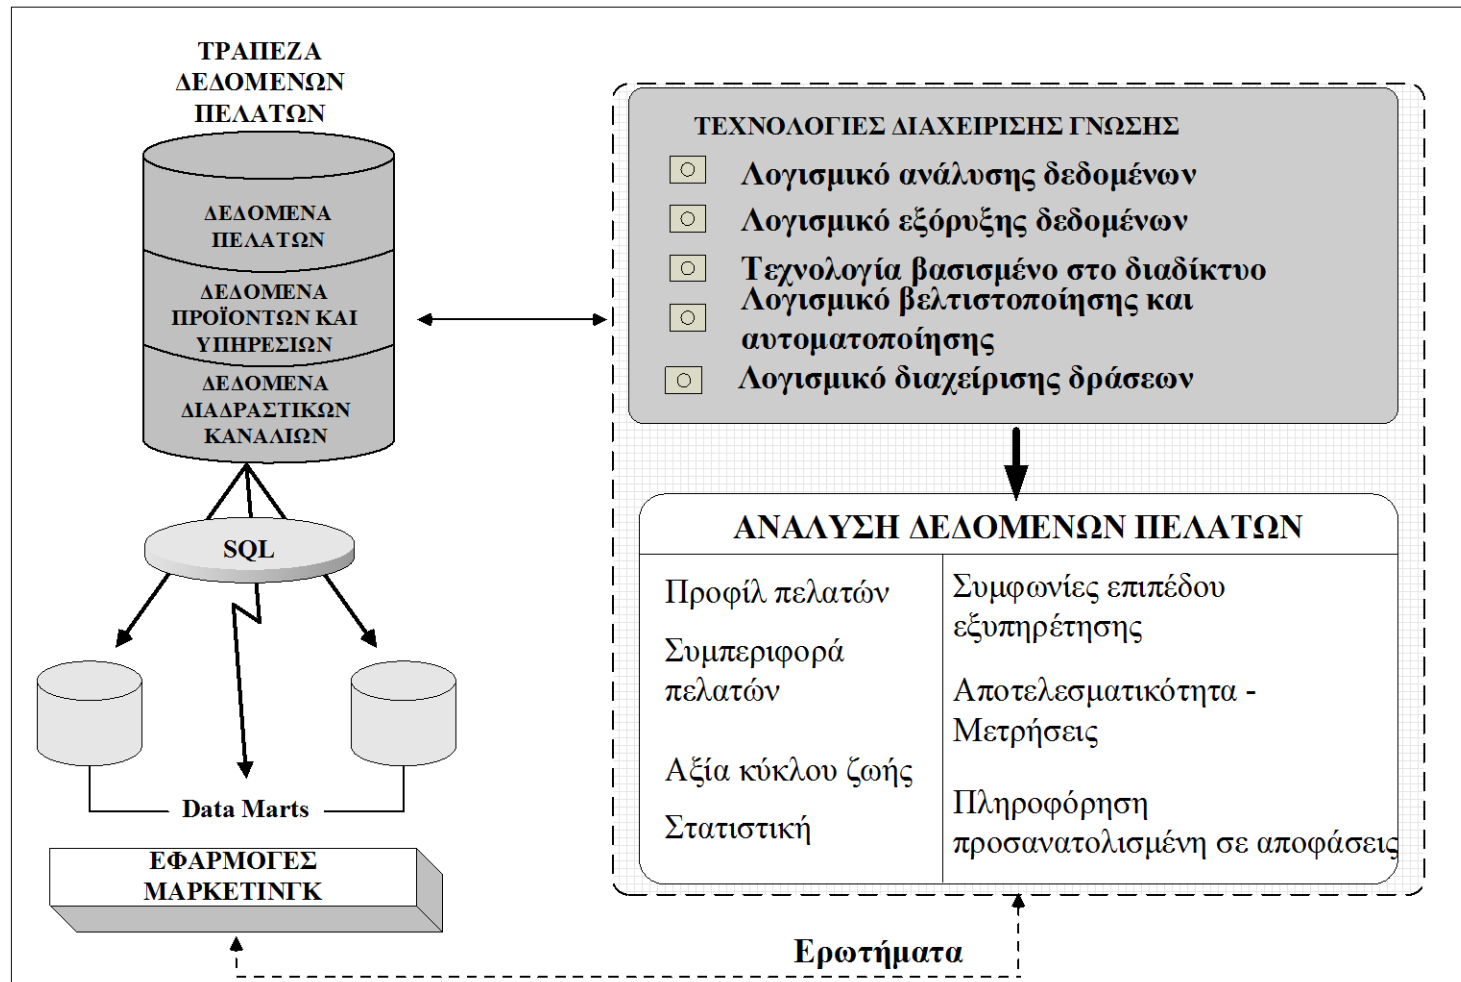 ΤΡΑΠΕΖΑ
ΔΕΔΟΜΕΝΩΝ
ΠΕΛΑΤΩΝ
ΔΕΔΟΜΕΝΑ
ΠΕΛΑΤΩΝ
ΔΕΔΟΜΕΝΑ
ΠΡΟΪΟΝΤΩΝ ΚΑΙ
ΥΠΗΡΕΣΙΩΝ
ΔΕΔΟΜΕΝΑ
ΔΙΑΔΡΑΣΤΙΚΩΝ
ΚΑΝΑΛΙΩΝ
SQL
Data Marts
ΕΦΑΡΜΟΓΕΣ
ΜΑΡΚΕΤΙΝΓΚ
ΤΕΧΝΟΛΟΓΙΕΣ ΔΙΑΧΕΙΡΙΣΗΣ ΓΝΩΣΗΣ
Λογισμικό ανάλυσης δεδομένων
Λογισμικό εξόρυξης δεδομένων
Τεχνολογία βασισμένο στο διαδίκτυο
Λογισμικό βελτιστοποίησης και
αυτοματοποίησης
Λογισμικό διαχείρισης δράσεων
ΑΝΑΛΥΣΗ ΔΕΔΟΜΕΝΩΝ ΠΕΛΑΤΩΝ
Προφίλ πελατών
Συμπεριφορά
πελατών
Αξία κύκλου ζωής
Στατιστική
Συμφωνίες επιπέδου
εξυπηρέτησης
Αποτελεσματικότητα -
Μετρήσεις
Πληροφόρηση
προσανατολισμένη σε αποφάσεις
Ερωτήματα